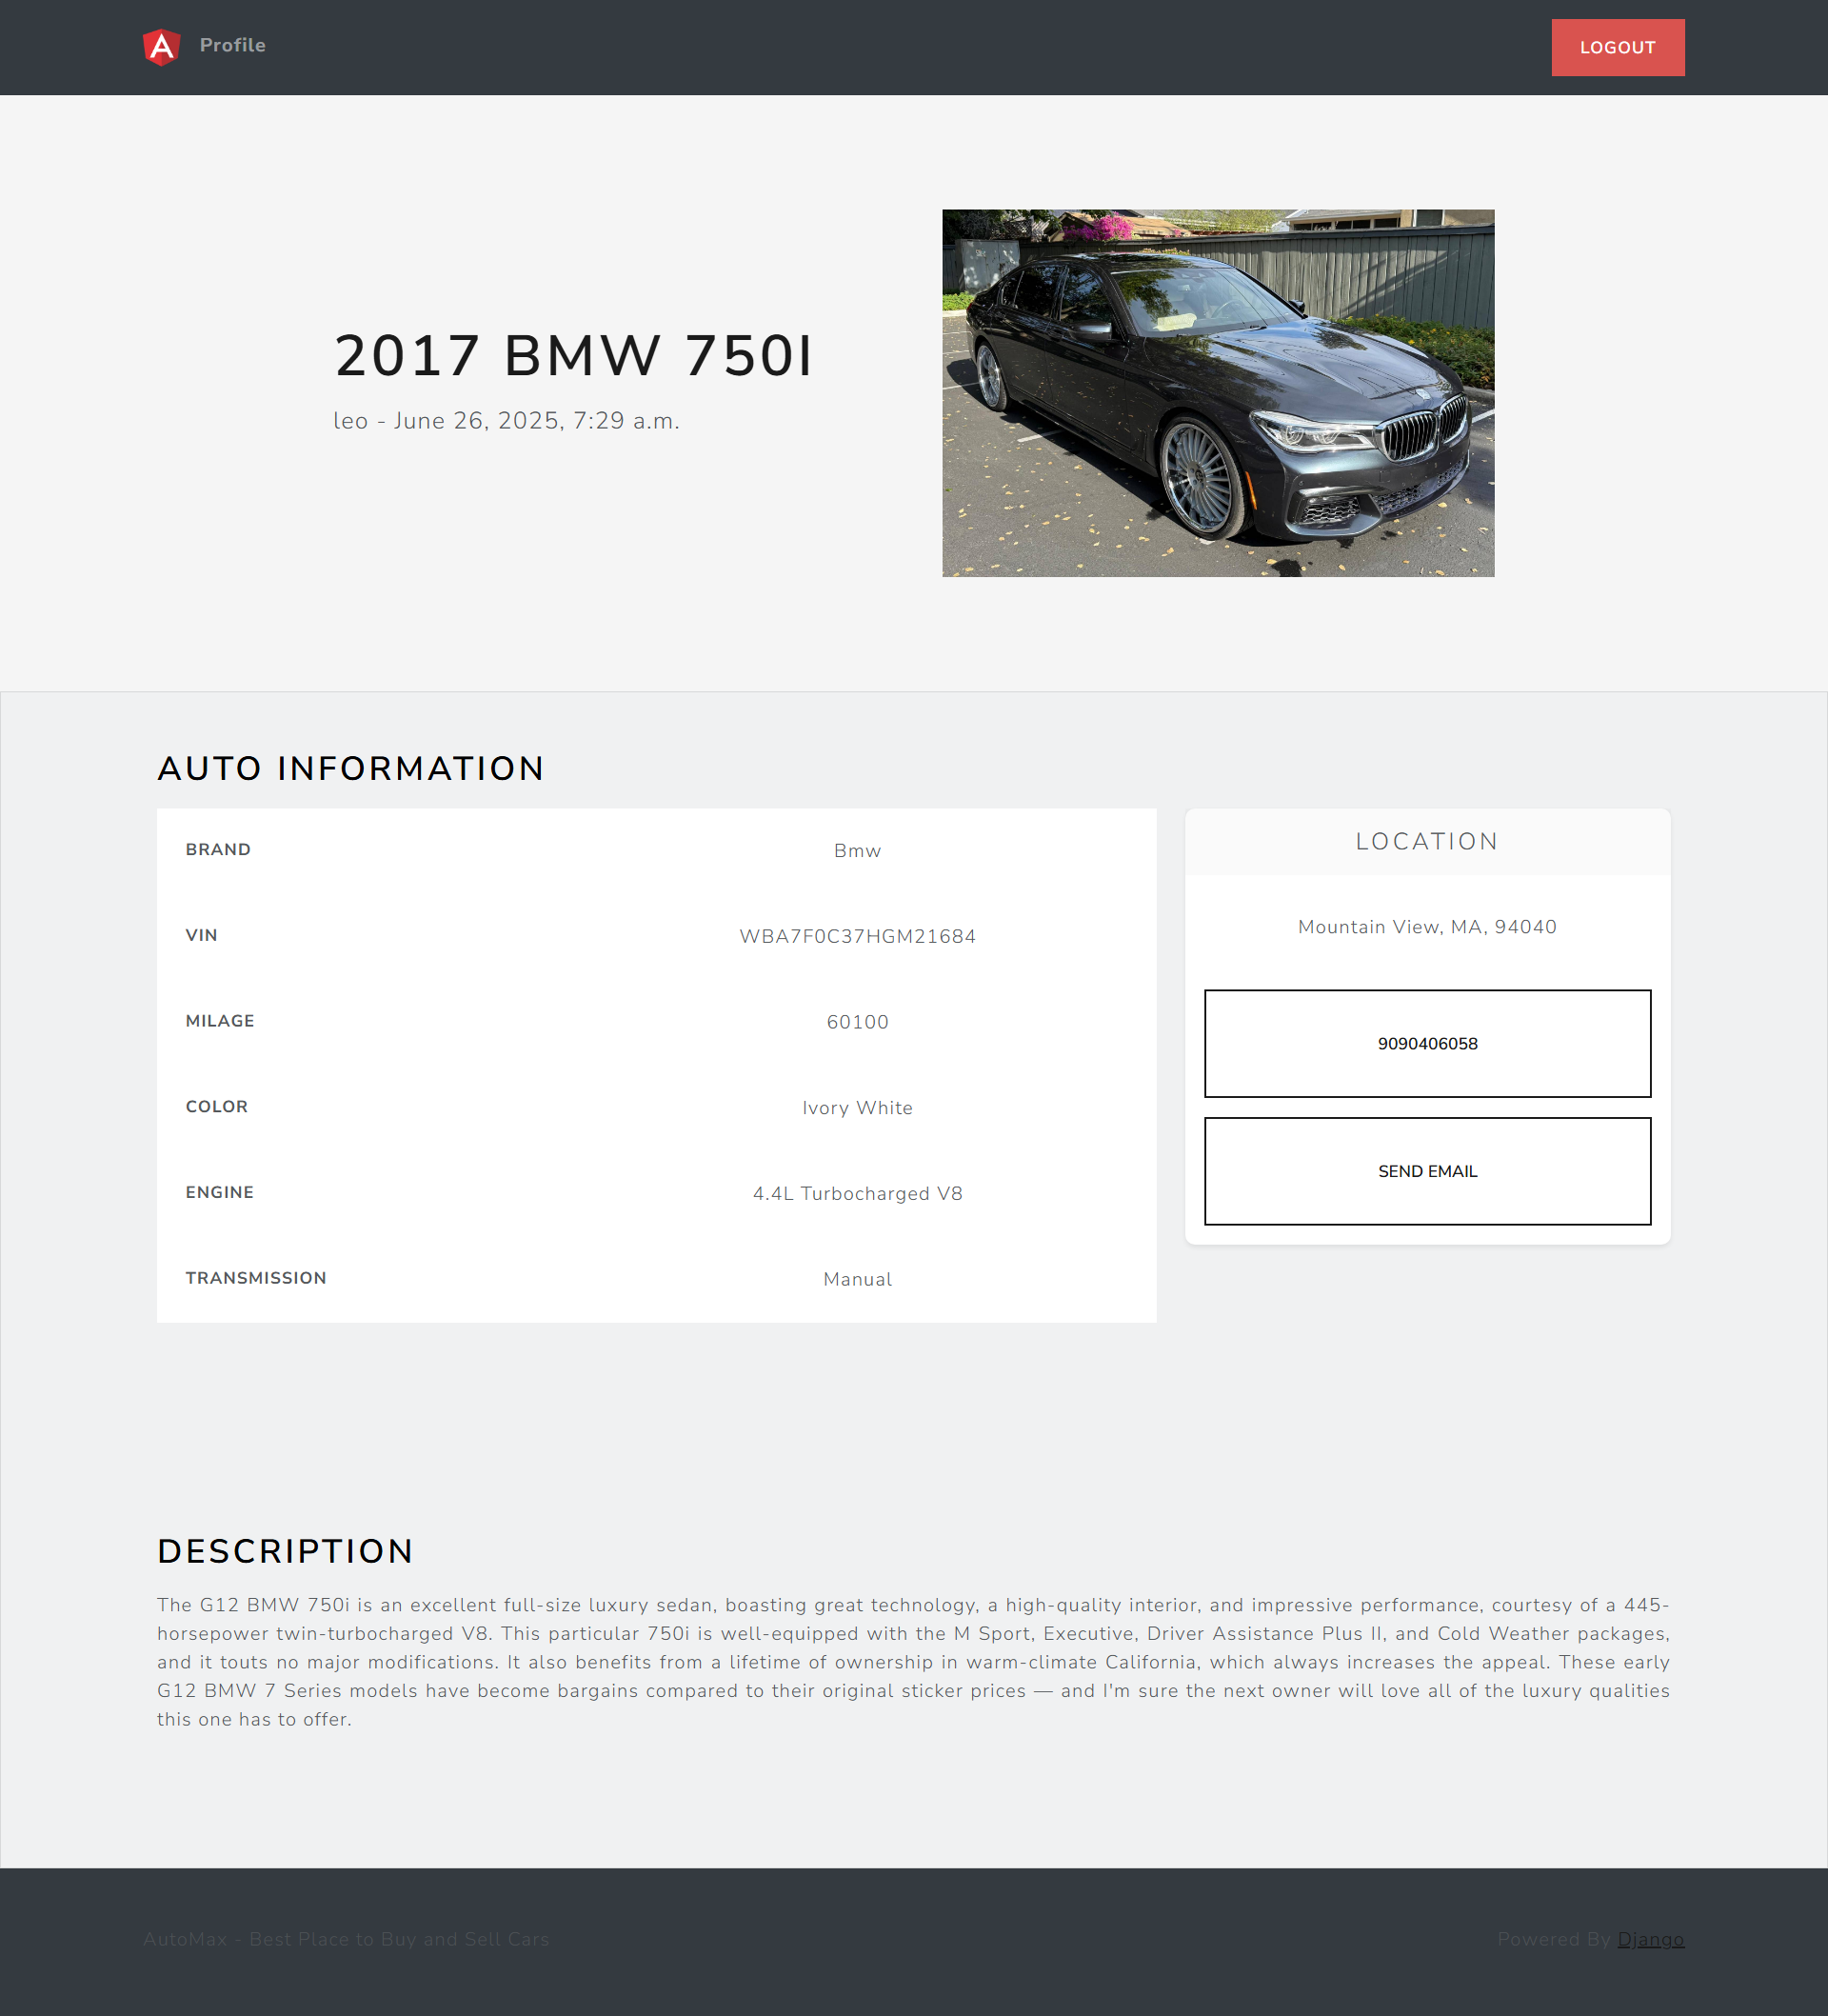 Profile
LOGOUT
2017 BMW 750I
leo - June 26, 2025, 7:29 a.m.
AUTO INFORMATION
BRAND Bmw
VIN WBA7F0C37HGM21684
MILAGE 60100
COLOR Ivory White
ENGINE 4.4L Turbocharged V8
TRANSMISSION Manual
LOCATION
Mountain View, MA, 94040
9090406058
SEND EMAIL
DESCRIPTION
The G12 BMW 750i is an excellent full-size luxury sedan, boasting great technology, a high-quality interior, and impressive performance, courtesy of a 445-
horsepower twin-turbocharged V8. This particular 750i is well-equipped with the M Sport, Executive, Driver Assistance Plus II, and Cold Weather packages,
and it touts no major modifications. It also benefits from a lifetime of ownership in warm-climate California, which always increases the appeal. These early
G12 BMW 7 Series models have become bargains compared to their original sticker prices — and I'm sure the next owner will love all of the luxury qualities
this one has to offer.
AutoMax - Best Place to Buy and Sell Cars
Powered By Django